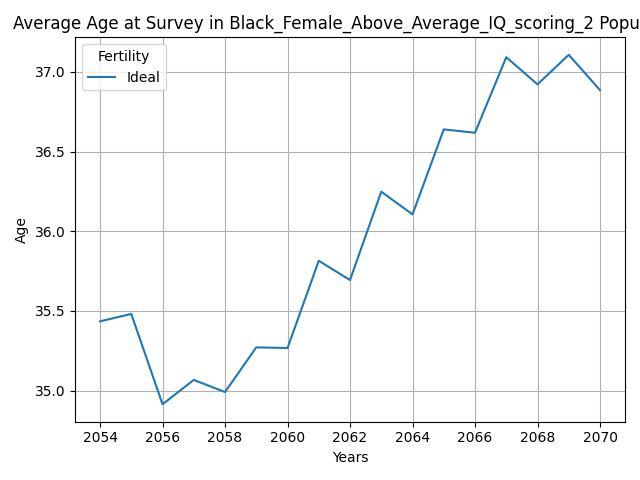 Average Age at Survey in Black_Female_Above_Average_IQ_scoring_2 Popu
Fertility
Ideal
37.0
36.5
36.0
35.5
35.0
Age
2054 2056 2058 2060 2062 2064 2066 2068 2070
Years